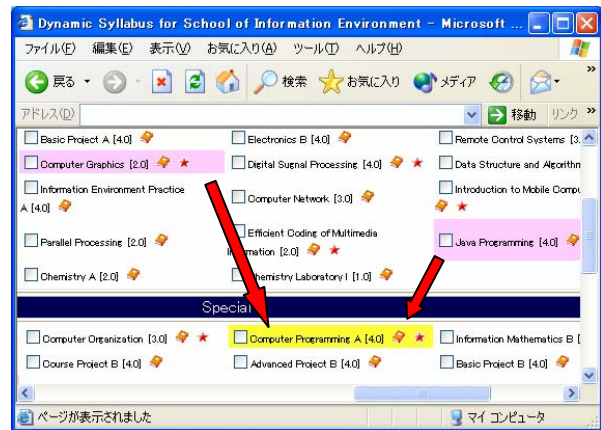 Dynamic Syllabus for School of Information Environment - Microsoft ...
ファイル(F) 編集(E) 表示(V) お気に入り(A) ツール(T) ヘルプ(H)
戻る 検索 お気に入り メディア »
アドレス(D) 移動 リンク »
Basic Project A [4.0] Electronics B [4.0] Remote Control Systems [3.
Computer Graphics [2.0] ★ Digital Sugnal Processing [4.0] ★ Data Structure and Algorithm
Information Environment Practice
A [4.0] Computer Network [3.0] Introduction to Mobile Compu
★
Parallel Processing [2.0] Efficient Coding of Multimedia
Information [2.0] ★ Java Programming [4.0]
Chemistry A [2.0] Chemistry Laboratory I [1.0]
Special
Computer Organization [3.0] ★ Computer Programming A [4.0] ★ Information Mathematics B [
Course Project B [4.0] Advanced Project B [4.0] Basic Project B [4.0]
ページが表示されました マイ コンピュータ